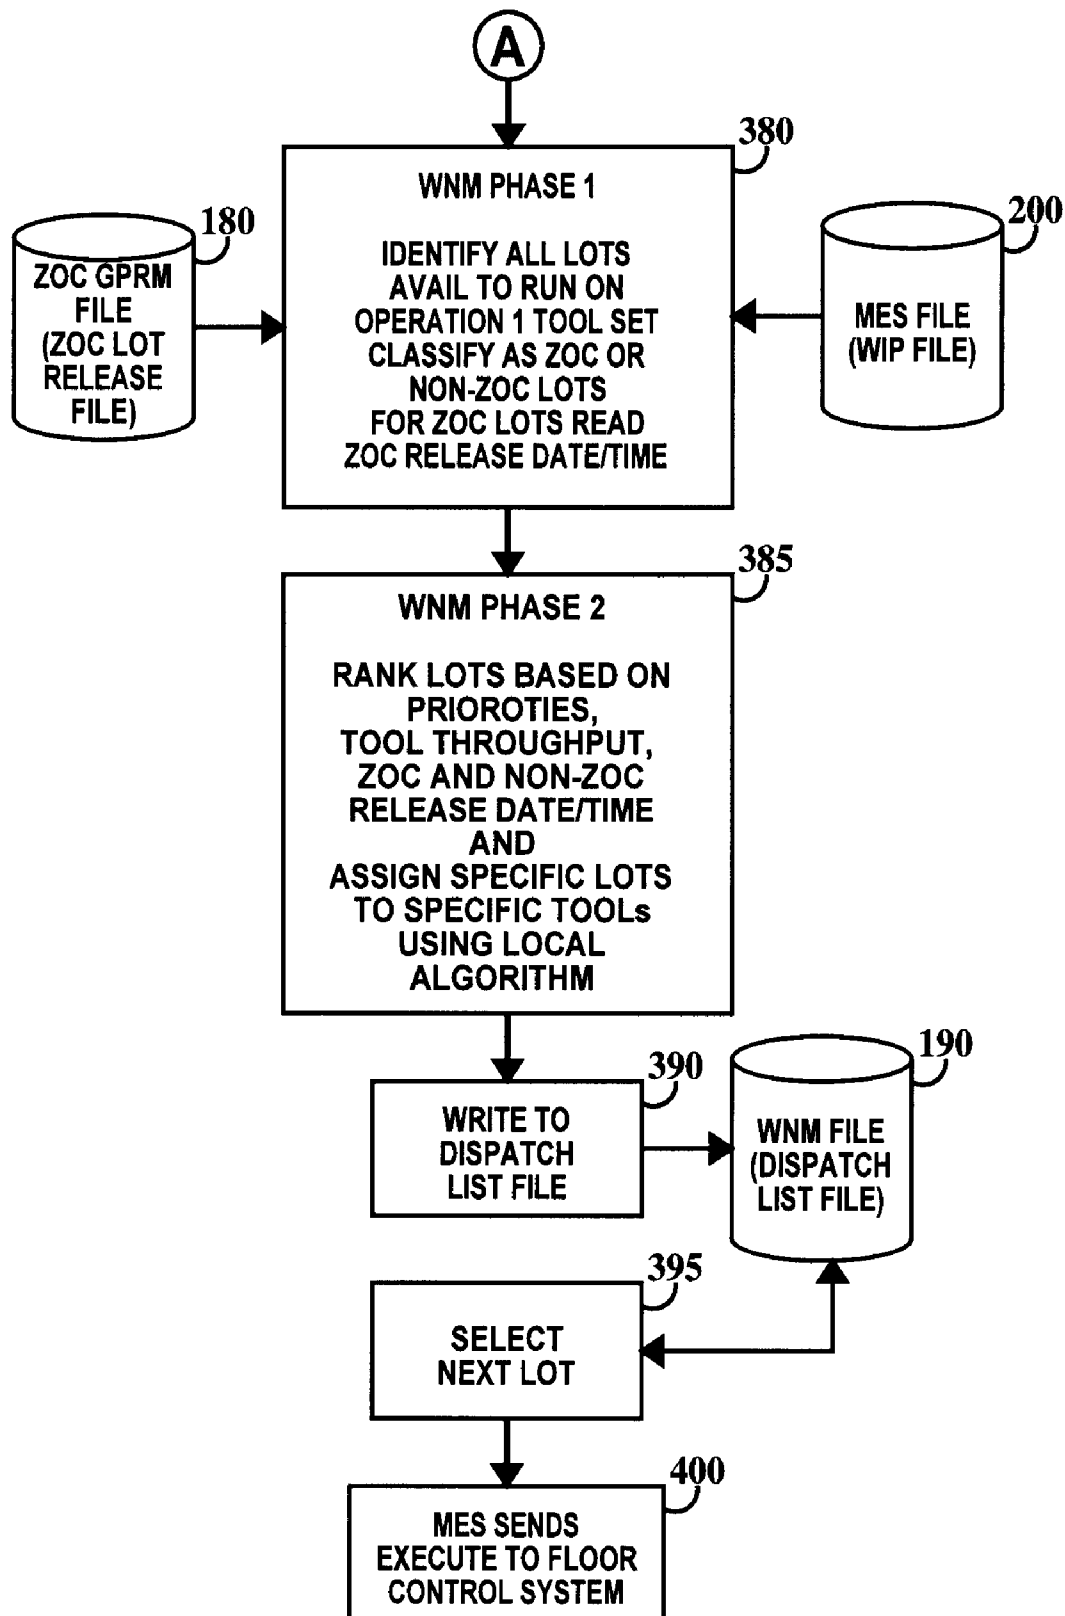 A
380
WNM PHASE 1
IDENTIFY ALL LOTS
AVAIL TO RUN ON
OPERATION 1 TOOL SET
CLASSIFY AS ZOC OR
NON-ZOC LOTS
FOR ZOC LOTS READ
ZOC RELEASE DATE/TIME
180
ZOC GPRM
FILE
(ZOC LOT
RELEASE
FILE)
200
MES FILE
(WIP FILE)
385
WNM PHASE 2
RANK LOTS BASED ON
PRIOROTIES,
TOOL THROUGHPUT,
ZOC AND NON-ZOC
RELEASE DATE/TIME
AND
ASSIGN SPECIFIC LOTS
TO SPECIFIC TOOLs
USING LOCAL
ALGORITHM
390
WRITE TO
DISPATCH
LIST FILE
190
WNM FILE
(DISPATCH
LIST FILE)
395
SELECT
NEXT LOT
400
MES SENDS
EXECUTE TO FLOOR
CONTROL SYSTEM